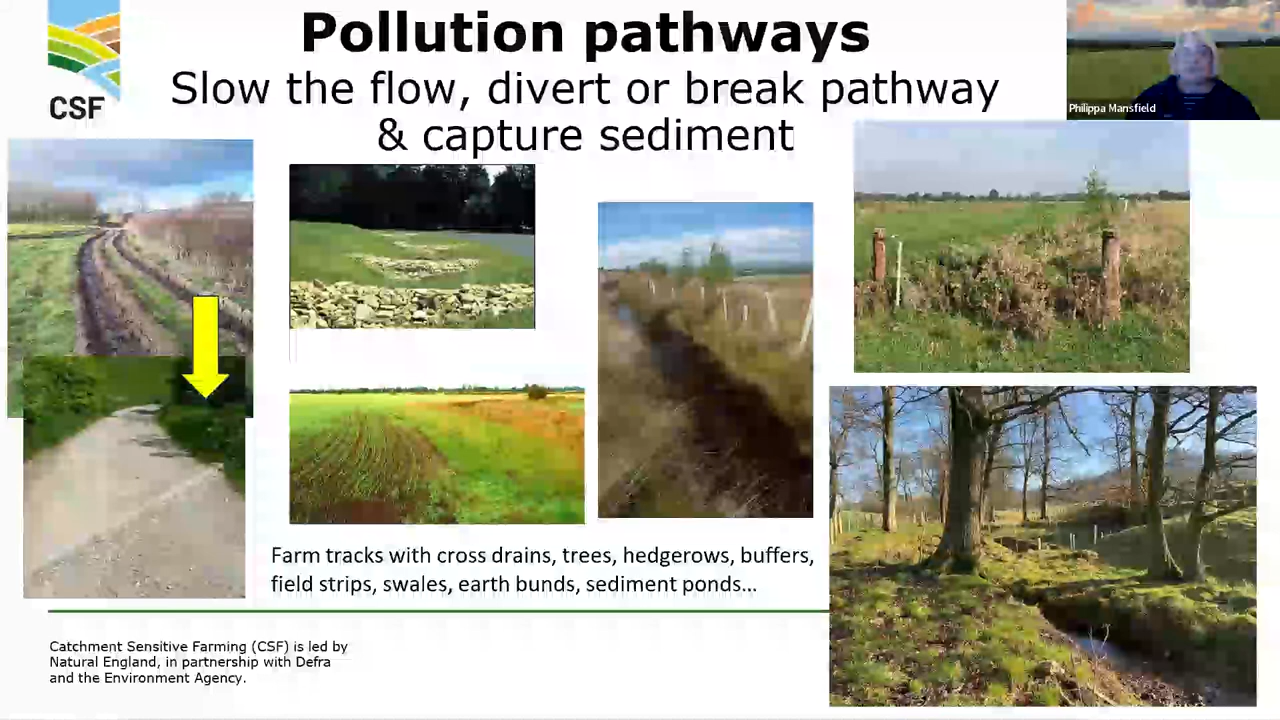 Pollution pathways
Slow the flow, divert or break pathway
& capture sediment
CSF
Philippa Mansfield
Farm tracks with cross drains, trees, hedgerows, buffers,
field strips, swales, earth bunds, sediment ponds...
Catchment Sensitive Farming (CSF) is led by
Natural England, in partnership with Defra
and the Environment Agency.